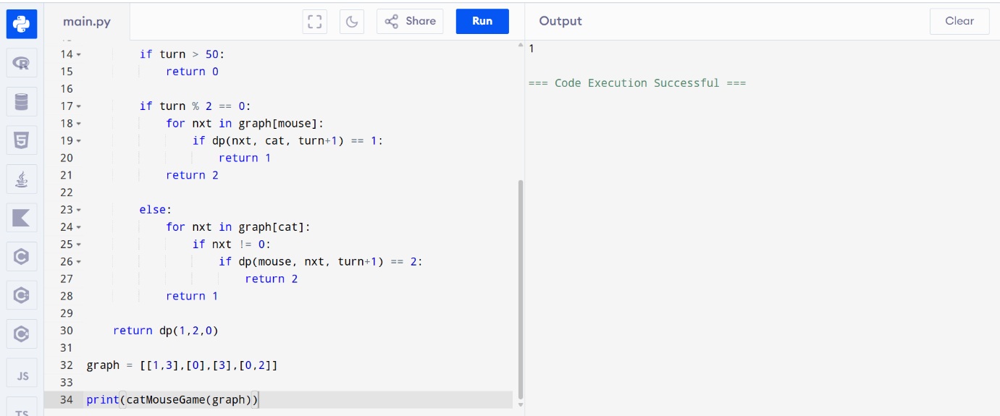 main.py
Share
Run
Output
Clear
14 if turn > 50:
15 return 0
16
17 if turn % 2 == 0:
18 for nxt in graph[mouse]:
19 if dp(nxt, cat, turn+1) == 1:
20 return 1
21 return 2
22
23 else:
24 for nxt in graph[cat]:
25 if nxt != 0:
26 if dp(mouse, nxt, turn+1) == 2:
27 return 2
28 return 1
29
30 return dp(1,2,0)
31
32 graph = [[1,3],[0],[3],[0,2]]
33
34 print(catMouseGame(graph))
1
=== Code Execution Successful ===
R
5
C
C
C
JS
TS